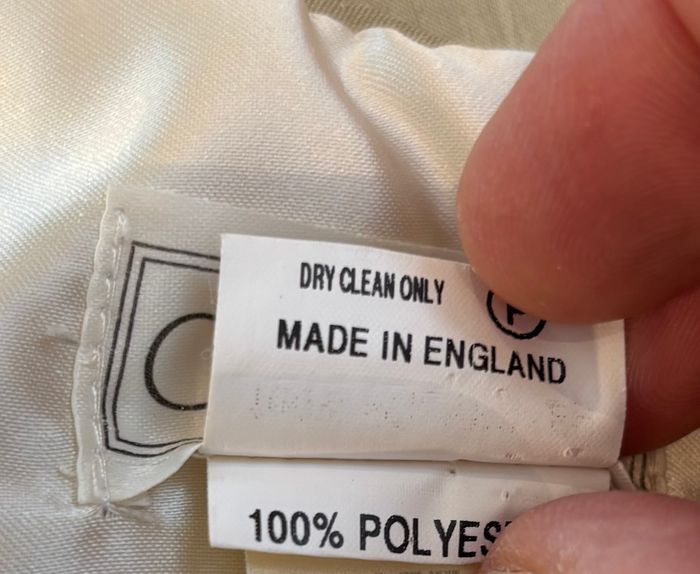 DRY CLEAN ONLY P
MADE IN ENGLAND
100% POLYES